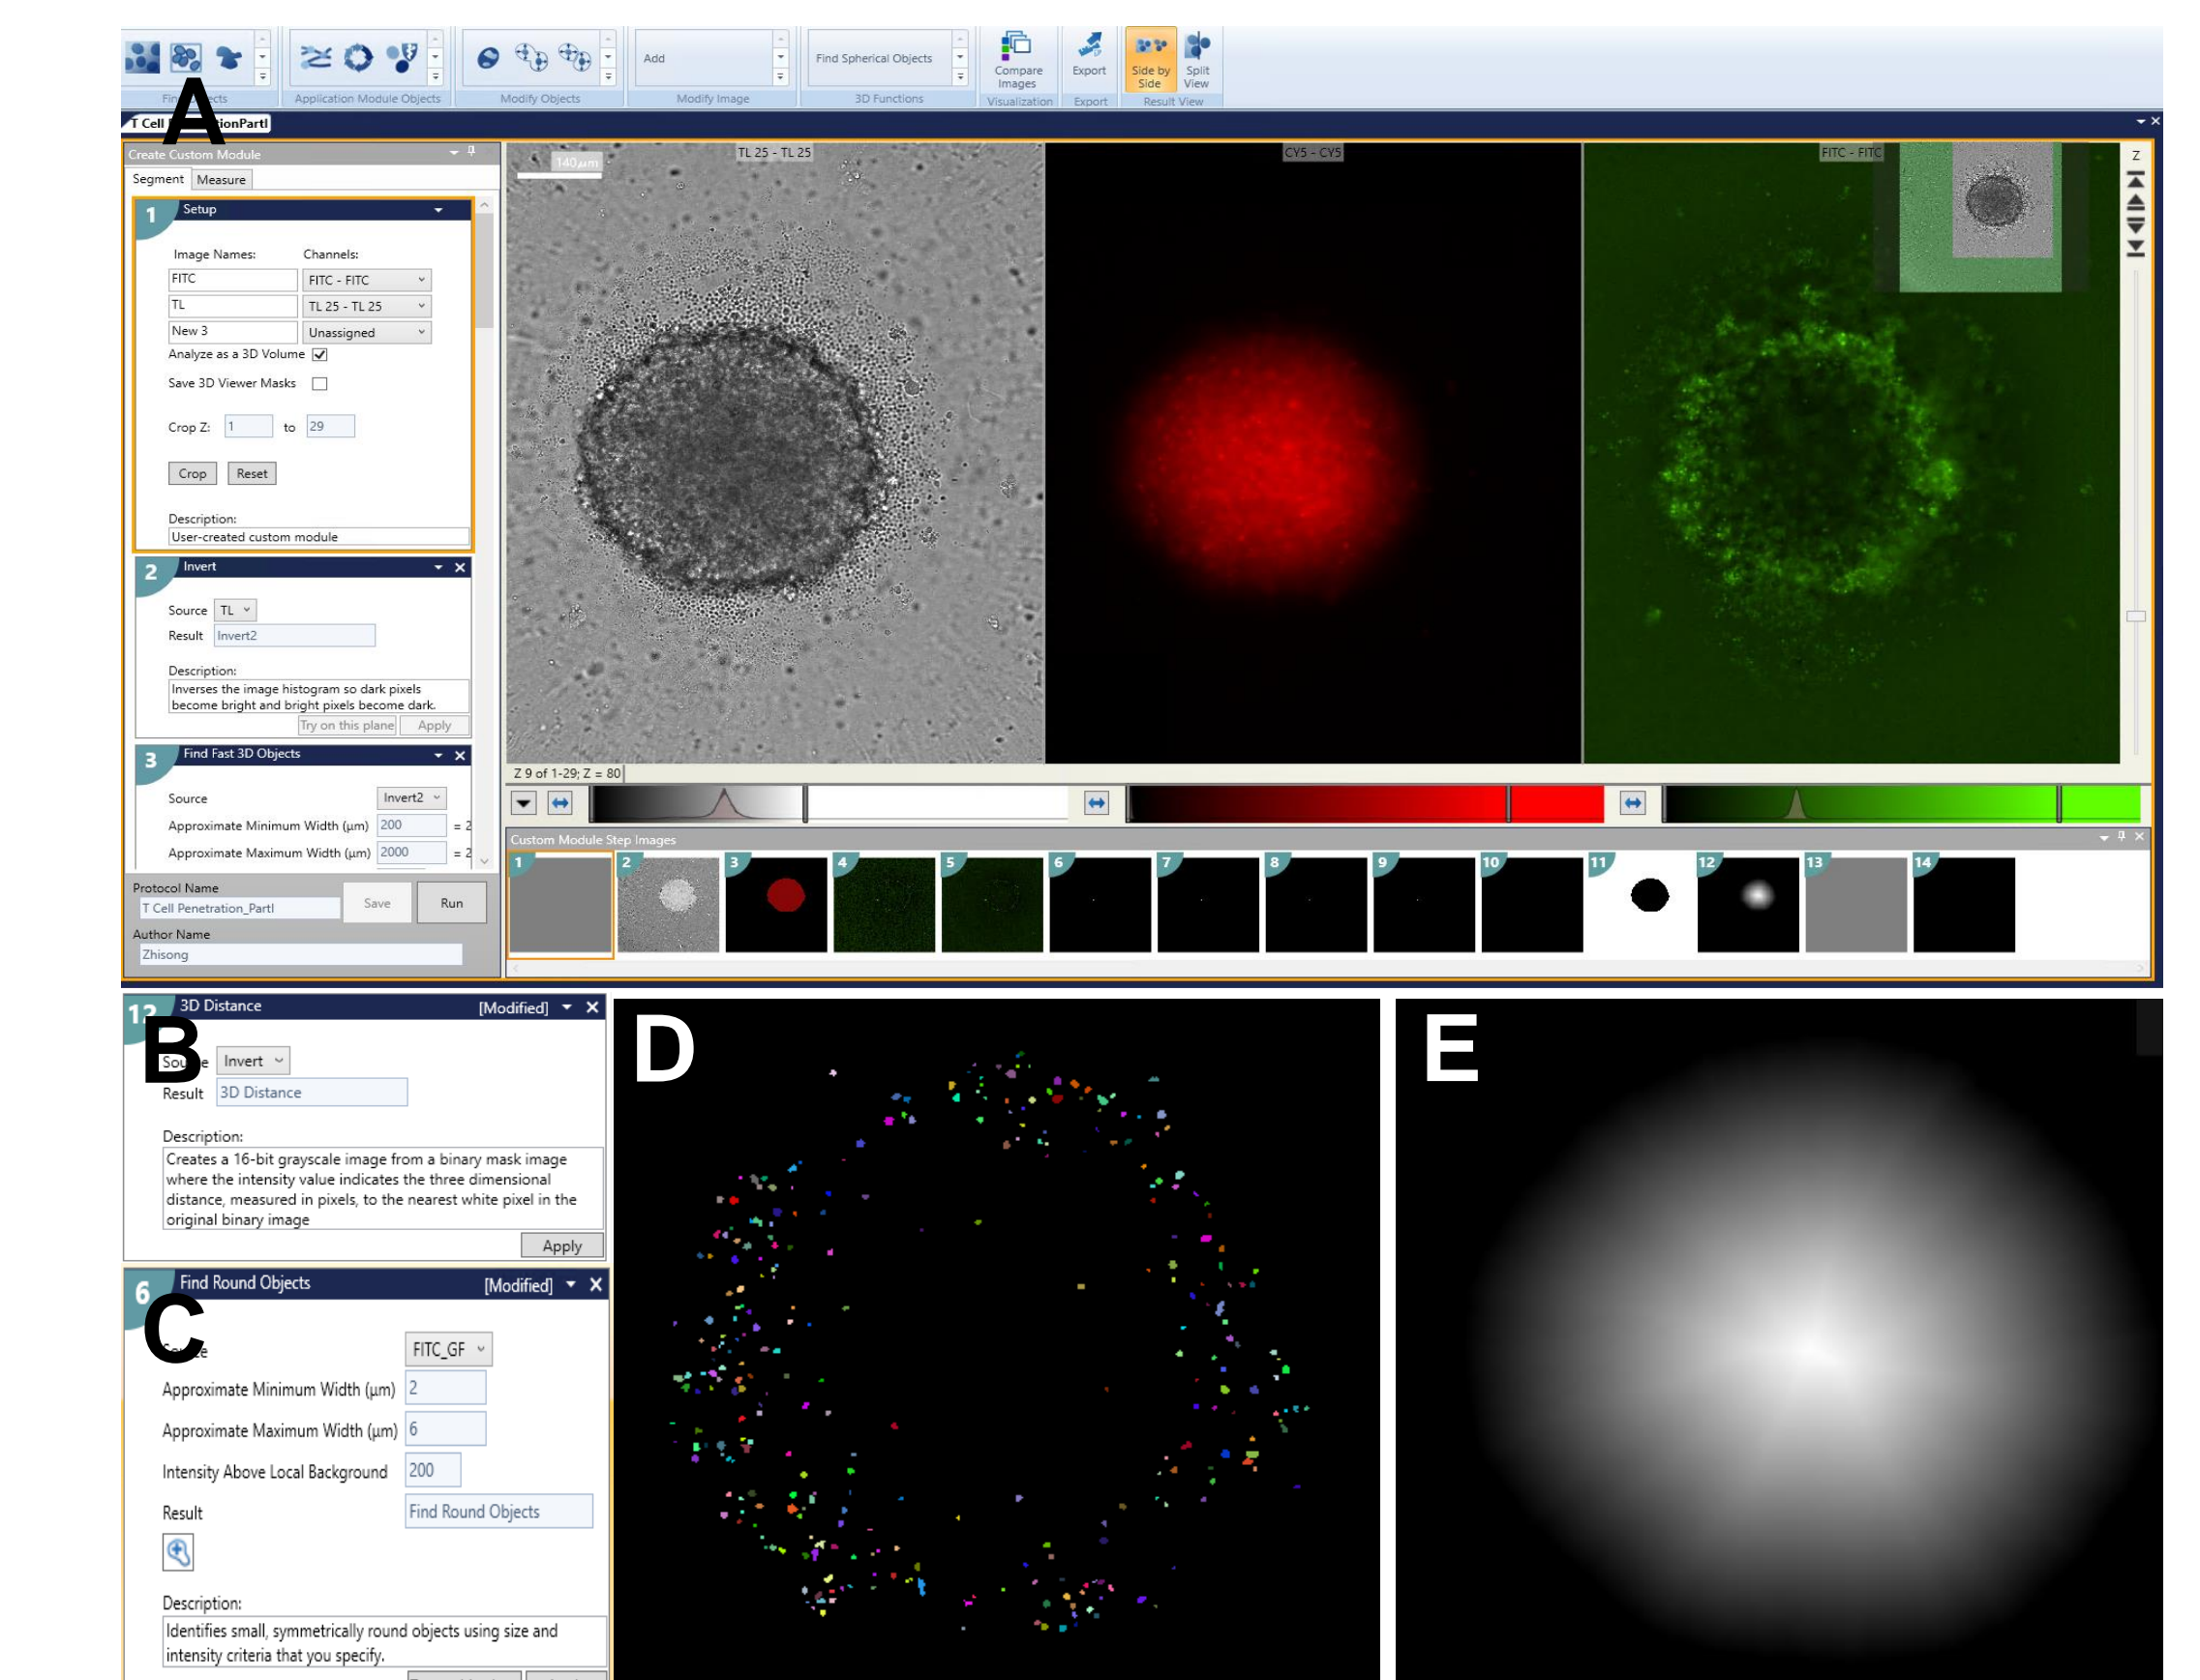 Add
Find Spherical Objects
Compare
Images
Export
Side by
Side
Split
View
Application Module Objects
Modify Objects
Modify Image
3D Functions
Visualization
Export
Result View
A
T Cell
Create Custom Module
Segment
Measure
1
Setup
Image Names:
Channels:
FITC
FITC - FITC
TL
TL 25 - TL 25
New 3
Unassigned
Analyze as a 3D Volume
Save 3D Viewer Masks
Crop Z:
1
to
29
Crop
Reset
Description:
User-created custom module
2
Invert
Source
TL
Result
Invert2
Description:
Inverses the image histogram so dark pixels
become bright and bright pixels become dark.
Try on this plane
Apply
3
Find Fast 3D Objects
Source
Invert2
Approximate Minimum Width (µm)
200
= 2
Approximate Maximum Width (µm)
2000
= 2
Protocol Name
T Cell Penetration_PartI
Save
Run
Author Name
Zhisong
140µm
TL 25 - TL 25
CY5 - CY5
FITC - FITC
Z
Z 9 of 1-29; Z = 80
Custom Module Step Images
1
2
3
4
5
6
7
8
9
10
11
12
13
14
B
12
3D Distance
[Modified]
Invert
Result
3D Distance
Description:
Creates a 16-bit grayscale image from a binary mask image
where the intensity value indicates the three dimensional
distance, measured in pixels, to the nearest white pixel in the
original binary image
Apply
C
6
Find Round Objects
[Modified]
FITC_GF
Approximate Minimum Width (µm)
2
Approximate Maximum Width (µm)
6
Intensity Above Local Background
200
Result
Find Round Objects
Description:
Identifies small, symmetrically round objects using size and
intensity criteria that you specify.
D
E